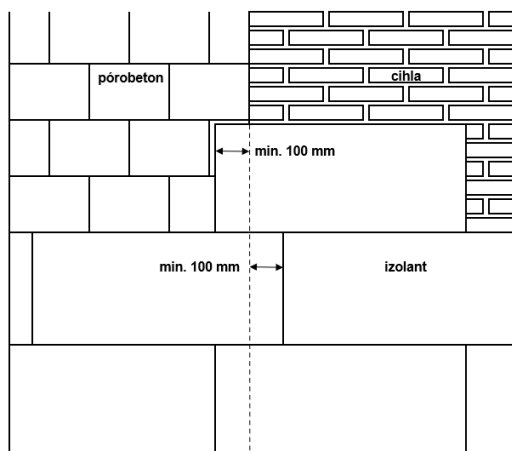 pórobeton
cihla
min. 100 mm
min. 100 mm
izolant